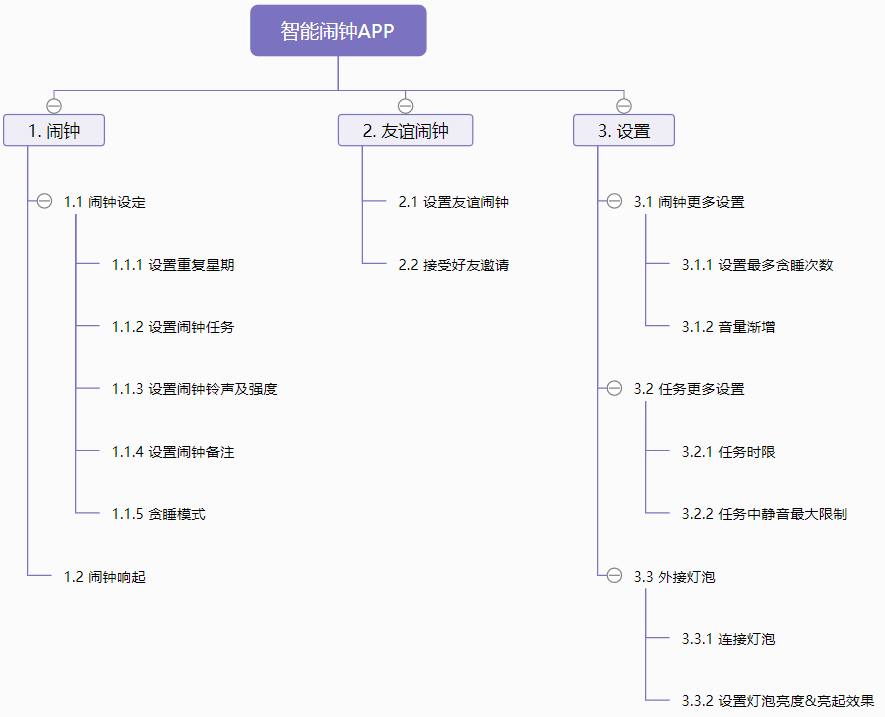 智能闹钟APP
1. 闹钟
1.1 闹钟设定
1.1.1 设置重复星期
1.1.2 设置闹钟任务
1.1.3 设置闹钟铃声及强度
1.1.4 设置闹钟备注
1.1.5 贪睡模式
1.2 闹钟响起
2. 友谊闹钟
2.1 设置友谊闹钟
2.2 接受好友邀请
3. 设置
3.1 闹钟更多设置
3.1.1 设置最多贪睡次数
3.1.2 音量渐增
3.2 任务更多设置
3.2.1 任务时限
3.2.2 任务中静音最大限制
3.3 外接灯泡
3.3.1 连接灯泡
3.3.2 设置灯泡亮度&亮起效果